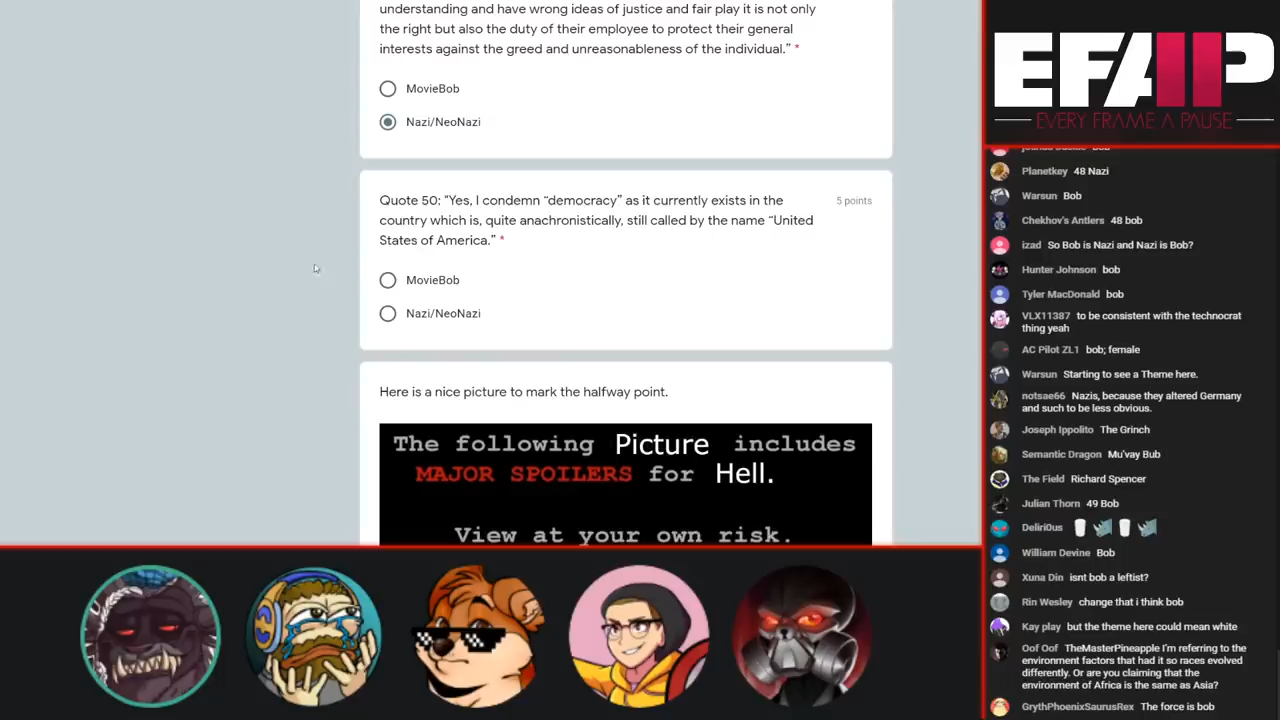 understanding and have wrong ideas of justice and fair play it is not only
the right but also the duty of their employee to protect their general
interests against the greed and unreasonableness of the individual.” *
MovieBob
Nazi/NeoNazi
Quote 50: "Yes, I condemn “democracy” as it currently exists in the
country which is, quite anachronistically, still called by the name “United
States of America.” *
5 points
MovieBob
Nazi/NeoNazi
Here is a nice picture to mark the halfway point.
The following Picture includes
MAJOR SPOILERS for Hell.
View at your own risk.
EFAP
EVERY FRAME A PAUSE
Planetkey 48 Nazi
Warsun Bob
Chekhov's Antlers 48 bob
izad So Bob is Nazi and Nazi is Bob?
Hunter Johnson bob
Tyler MacDonald bob
VLX11387 to be consistent with the technocrat
thing yeah
AC Pilot ZL1 bob; female
Warsun Starting to see a Theme here.
notsae66 Nazis, because they altered Germany
and such to be less obvious.
Joseph Ippolito The Grinch
Semantic Dragon Mu'vay Bub
The Field Richard Spencer
Julian Thorn 49 Bob
Deliri0us
William Devine Bob
Xuna Din isnt bob a leftist?
Rin Wesley change that i think bob
Kay play but the theme here could mean white
Oof Oof TheMasterPineapple I'm referring to the
environment factors that had it so races evolved
differently. Or are you claiming that the
environment of Africa is the same as Asia?
GrythPhoenixSaurusRex The force is bob